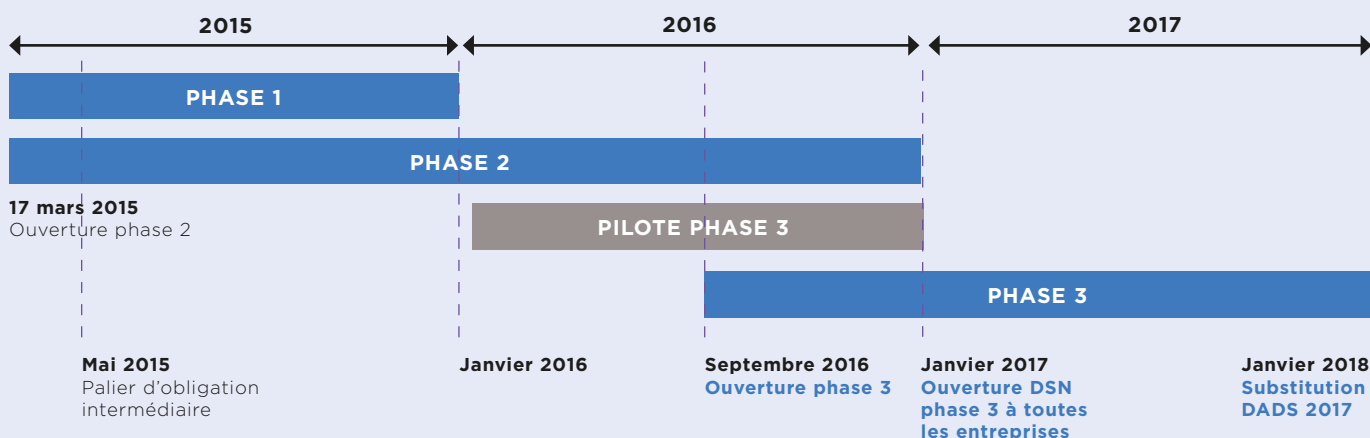 2015
2016
2017
PHASE 1
PHASE 2
17 mars 2015
Ouverture phase 2
PILOTE PHASE 3
PHASE 3
Mai 2015
Palier d'obligation
intermédiaire
Janvier 2016
Septembre 2016
Ouverture phase 3
Janvier 2017
Ouverture DSN
phase 3 à toutes
les entreprises
Janvier 2018
Substitution
DADS 2017